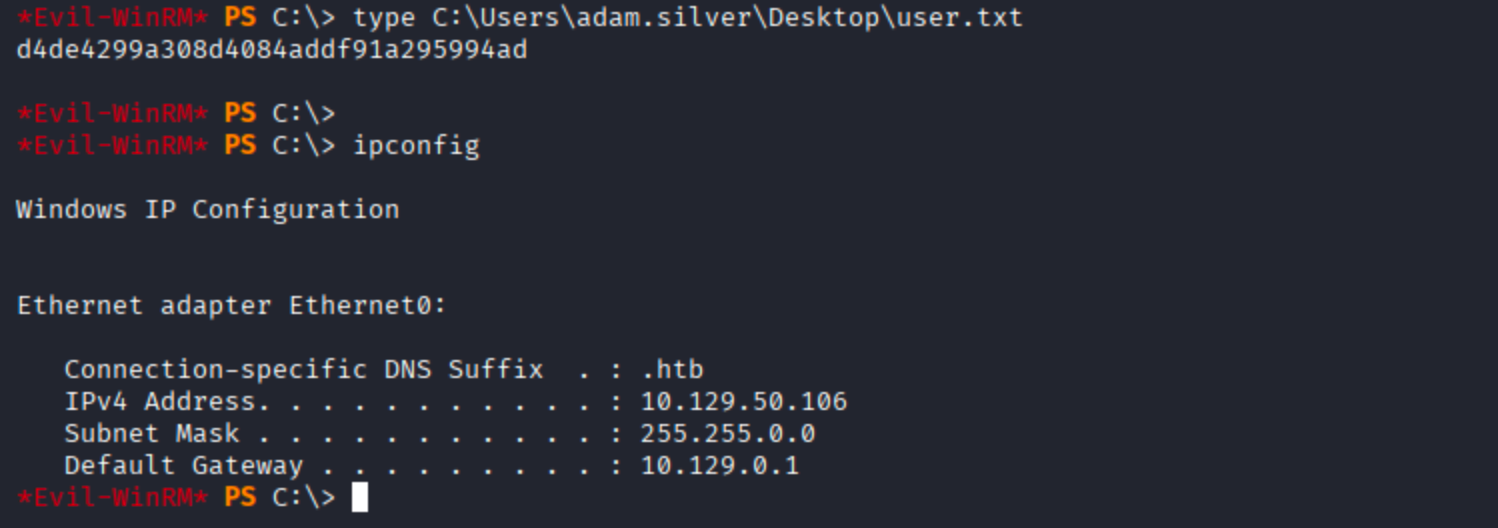 *Evil-WinRM* PS C:\> type C:\Users\adam.silver\Desktop\user.txt
d4de4299a308d4084addf91a295994ad
*Evil-WinRM* PS C:\>
*Evil-WinRM* PS C:\> ipconfig
Windows IP Configuration
Ethernet adapter Ethernet0:
Connection-specific DNS Suffix  . : .htb
IPv4 Address. . . . . . . . . . . : 10.129.50.106
Subnet Mask . . . . . . . . . . . : 255.255.0.0
Default Gateway . . . . . . . . . : 10.129.0.1
*Evil-WinRM* PS C:\>